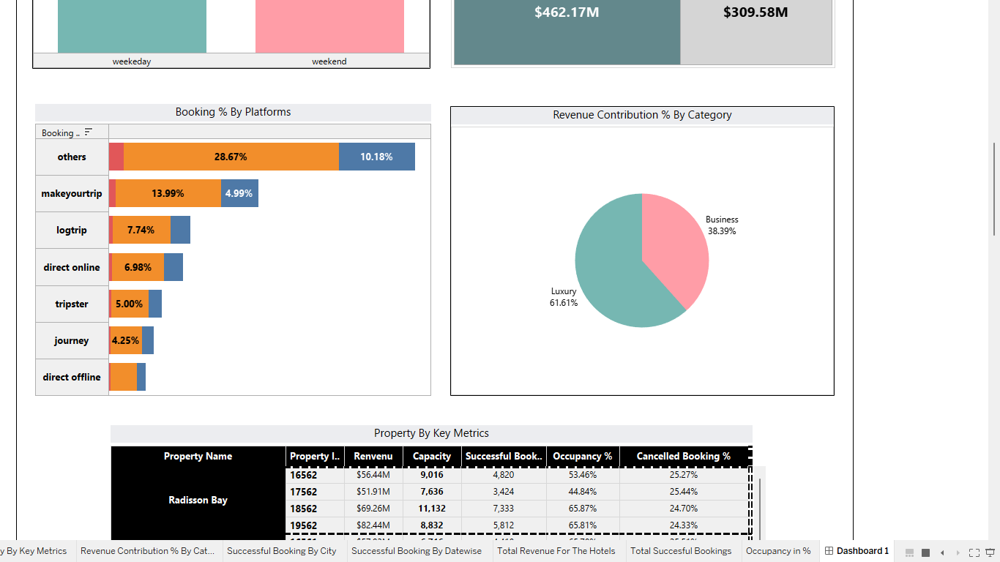 $462.17M
$309.58M
weekeday
weekend
Booking % By Platforms
Booking ..
others
28.67%
10.18%
makeyourtrip
13.99%
4.99%
logtrip
7.74%
direct online
6.98%
tripster
5.00%
journey
4.25%
direct offline
Revenue Contribution % By Category
Business
38.39%
Luxury
61.61%
Property By Key Metrics
Property Name Property I.. Renvenu Capacity Successful Book.. Occupancy % Cancelled Booking %
Radisson Bay
16562 $56.44M 9,016 4,820 53.46% 25.27%
17562 $51.91M 7,636 3,424 44.84% 25.44%
18562 $69.26M 11,132 7,333 65.87% 24.70%
19562 $82.44M 8,832 5,812 65.81% 24.33%
y By Key Metrics Revenue Contribution % By Cat... Successful Booking By City Successful Booking By Datewise Total Revenue For The Hotels Total Succesful Bookings Occupancy in % Dashboard 1